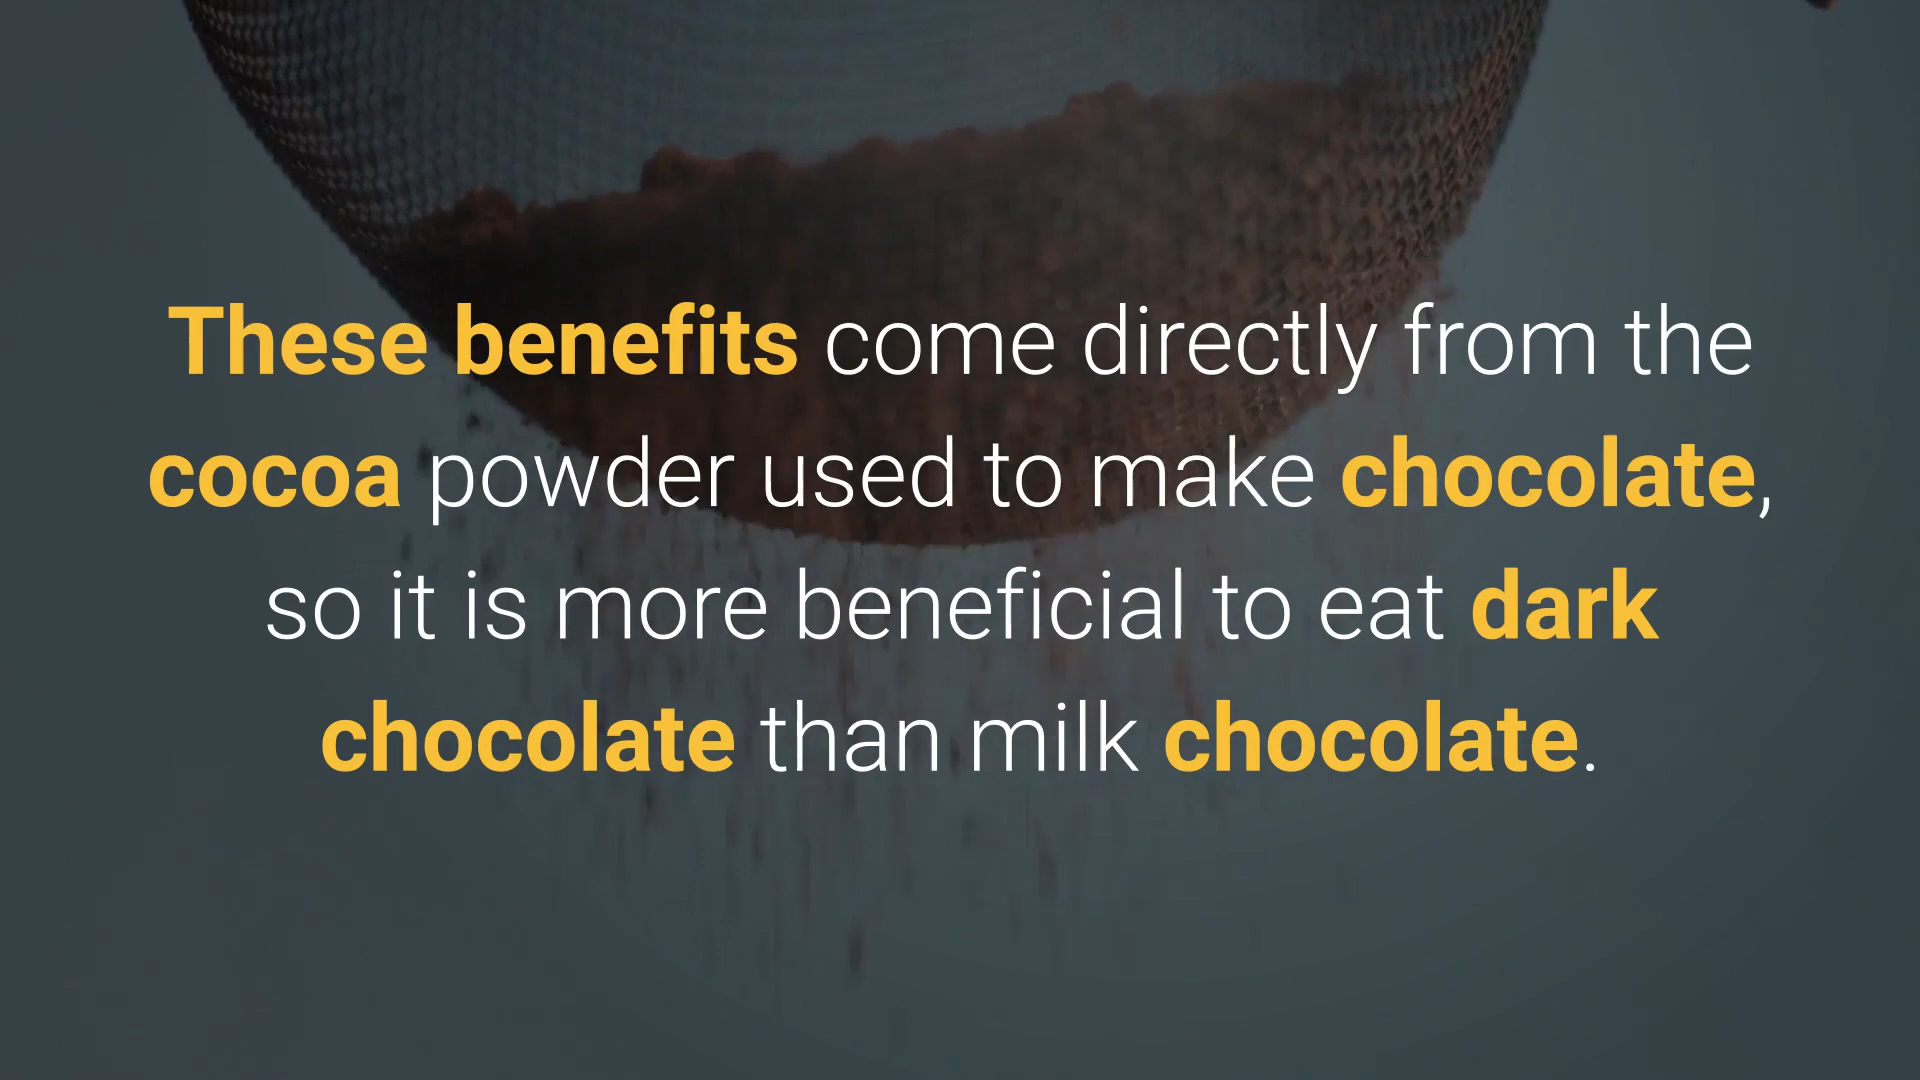 These benefits come directly from the
cocoa powder used to make chocolate,
so it is more beneficial to eat dark
chocolate than milk chocolate.